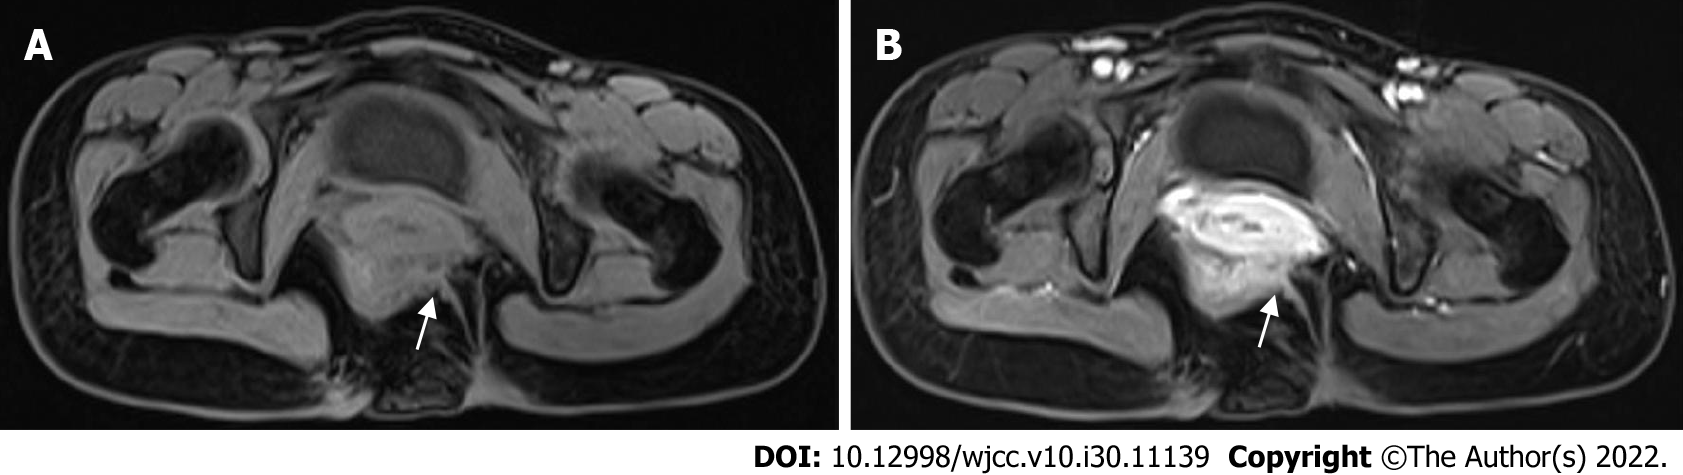 A
B
DOI: 10.12998/wjcc.v10.i30.11139 Copyright ©The Author(s) 2022.